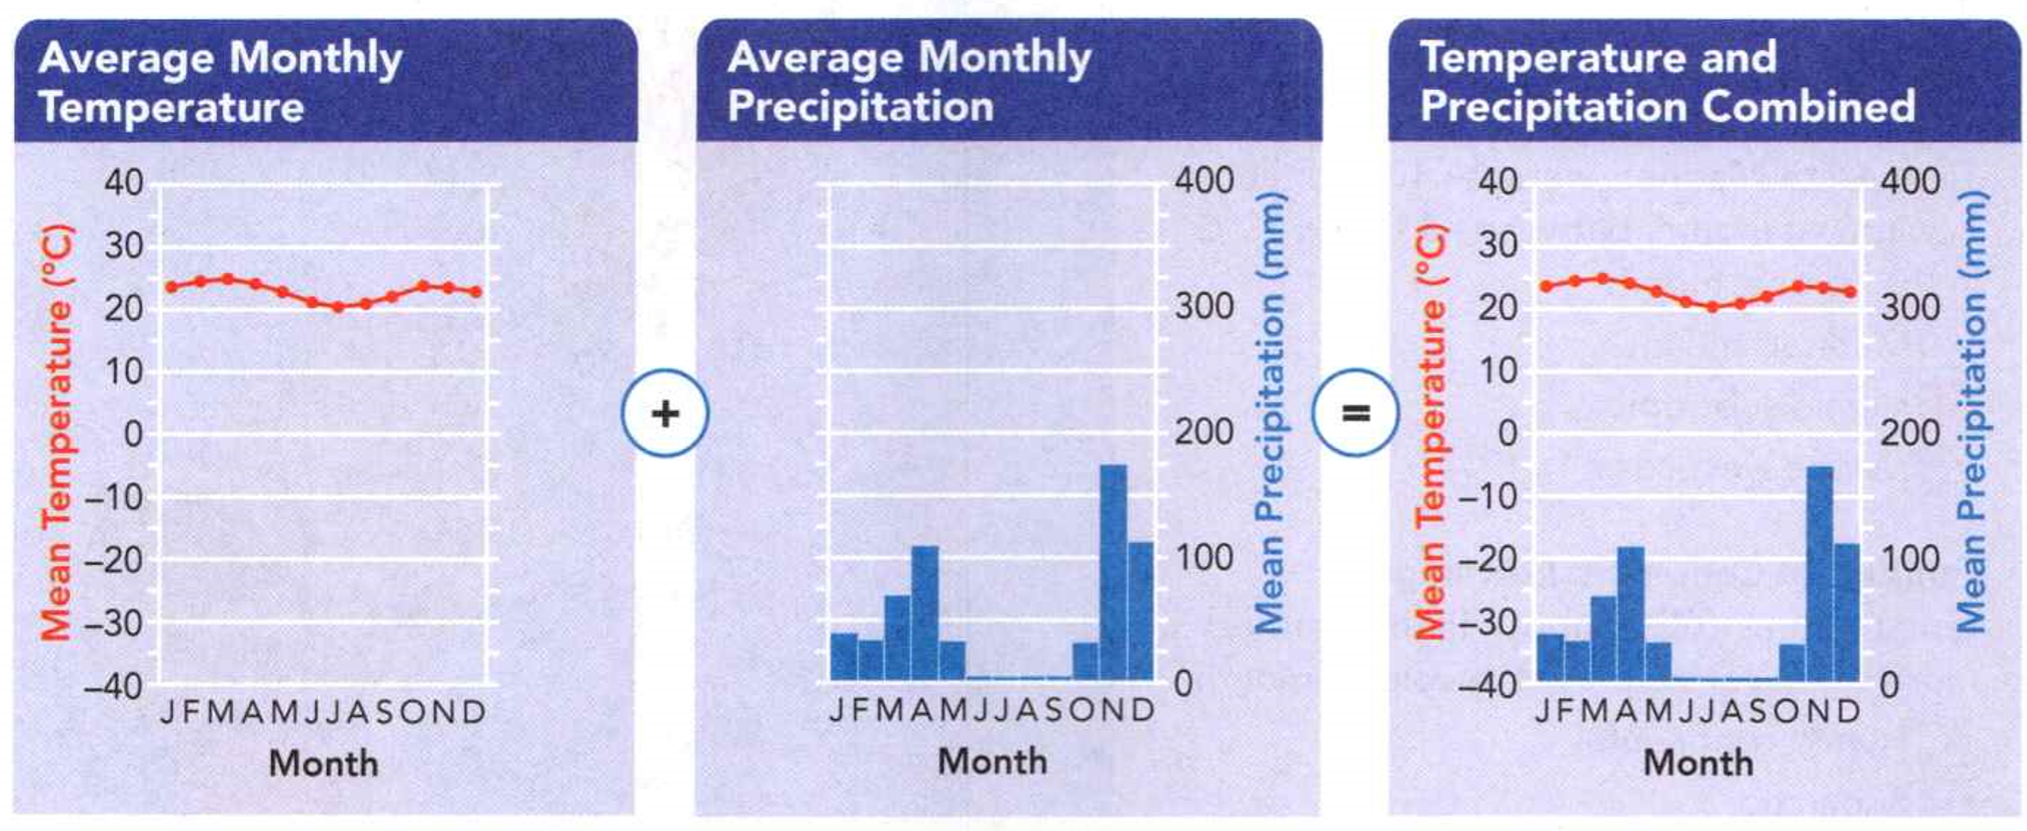 Average Monthly
Temperature
40
30
20
10
0
–10
–20
–30
–40
Mean Temperature (°C)
J F M A M J J A S O N D
Month
+
Average Monthly
Precipitation
400
300
200
100
0
Mean Precipitation (mm)
J F M A M J J A S O N D
Month
=
Temperature and
Precipitation Combined
40
30
20
10
0
–10
–20
–30
–40
Mean Temperature (°C)
400
300
200
100
0
Mean Precipitation (mm)
J F M A M J J A S O N D
Month